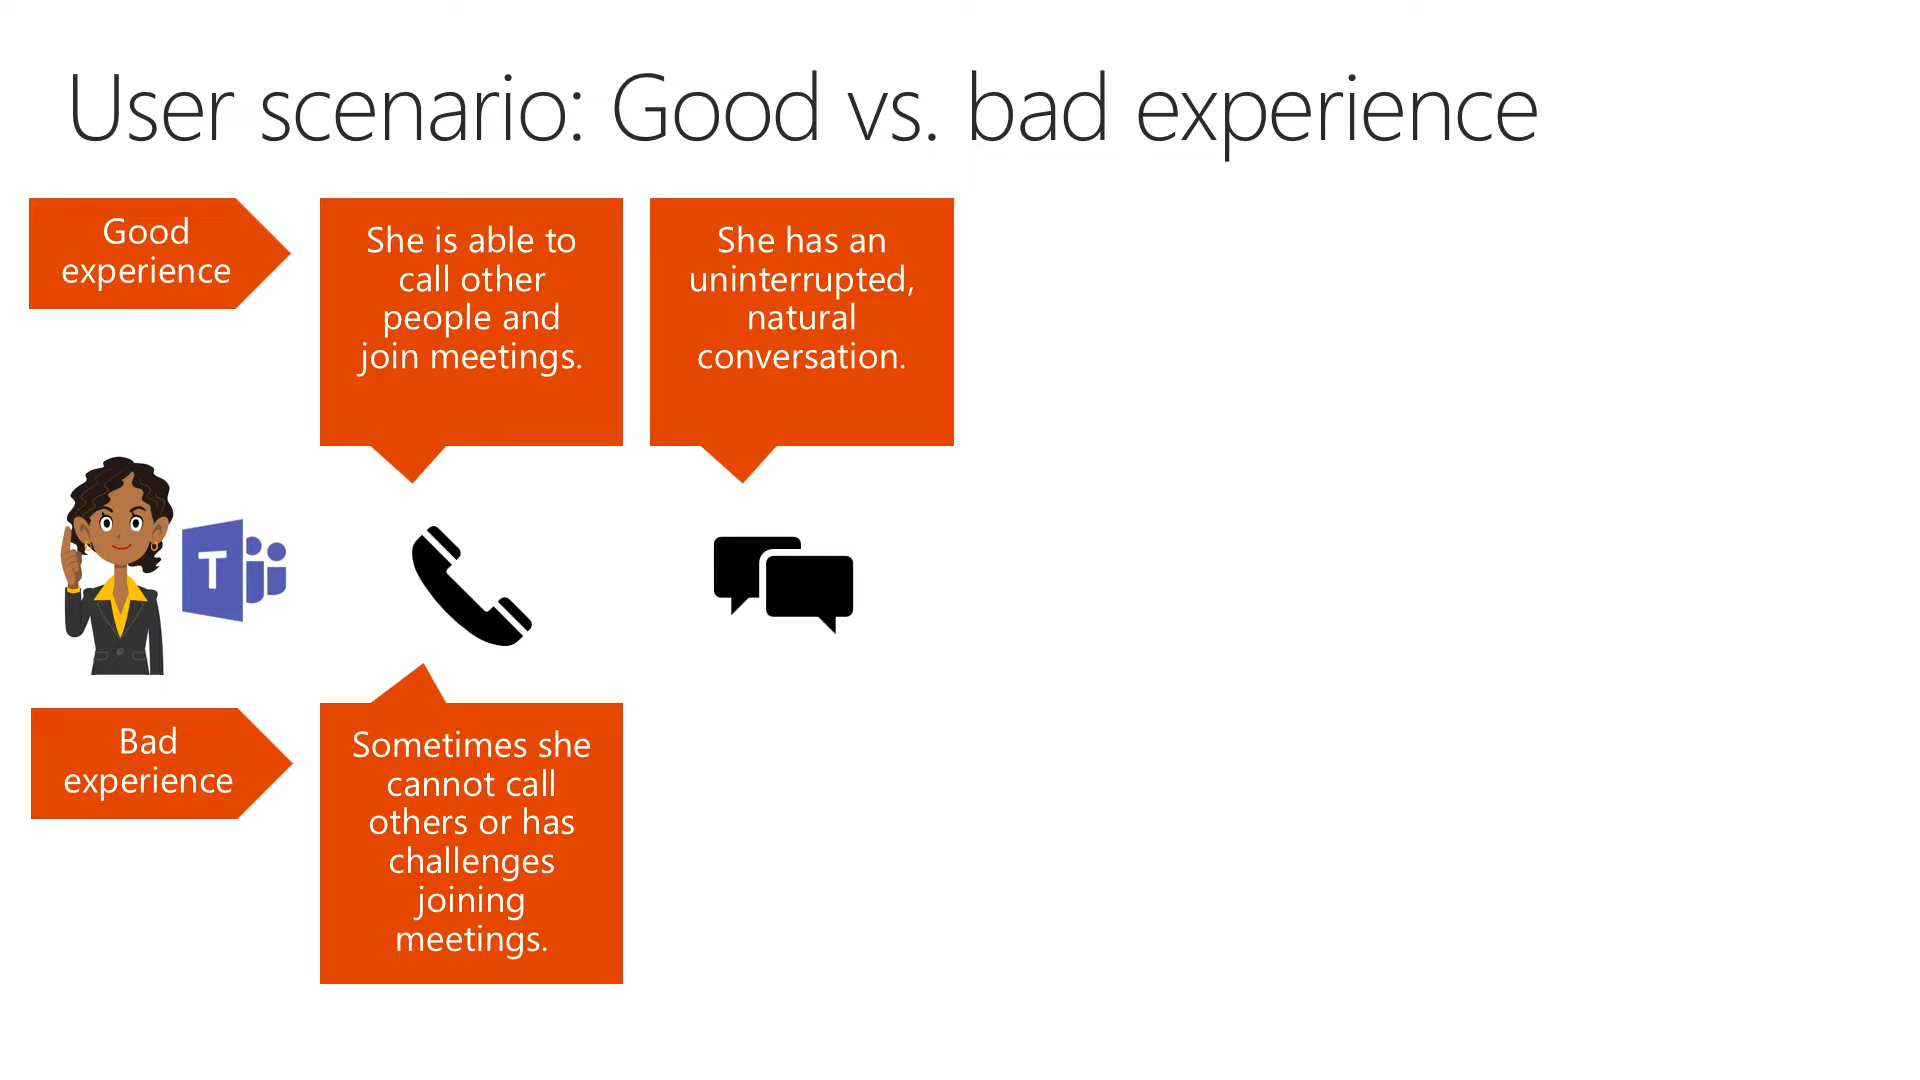 User scenario: Good vs. bad experience
Good
experience
She is able to
call other
people and
join meetings.
She has an
uninterrupted,
natural
conversation.
T
Bad
experience
Sometimes she
cannot call
others or has
challenges
joining
meetings.